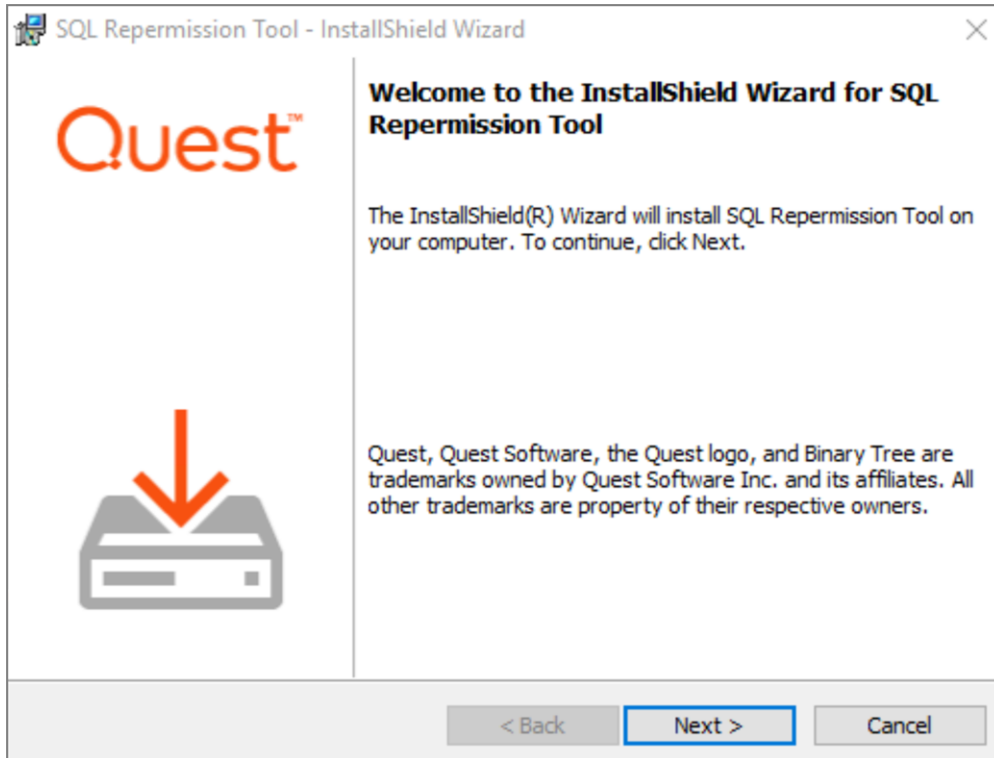 SQL Repermission Tool - InstallShield Wizard
Quest™
Welcome to the InstallShield Wizard for SQL
Repermission Tool
The InstallShield(R) Wizard will install SQL Repermission Tool on
your computer. To continue, click Next.
Quest, Quest Software, the Quest logo, and Binary Tree are
trademarks owned by Quest Software Inc. and its affiliates. All
other trademarks are property of their respective owners.
< Back
Next >
Cancel